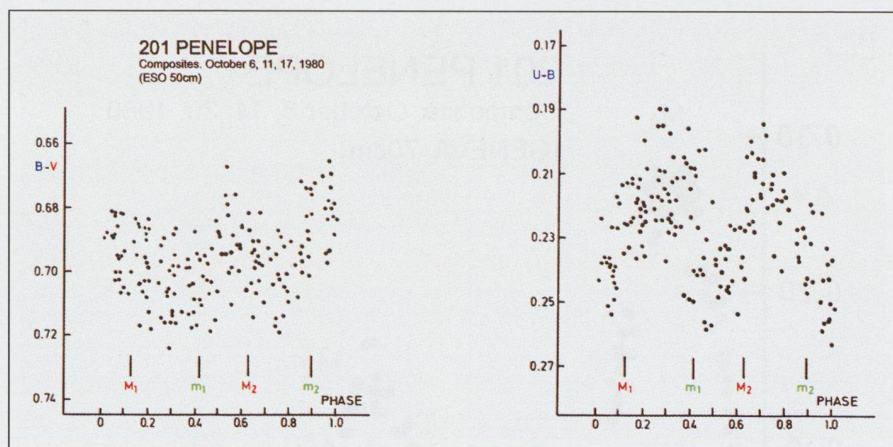 201 PENELOPE
Composites. October 6, 11, 17, 1980
(ESO 50cm)
B-V
0.66
0.68
0.70
0.72
0.74
M1 m1 M2 m2
PHASE
0 0.2 0.4 0.6 0.8 1.0
0.17
U-B
0.19
0.21
0.23
0.25
0.27
M1 m1 M2 m2
PHASE
0 0.2 0.4 0.6 0.8 1.0